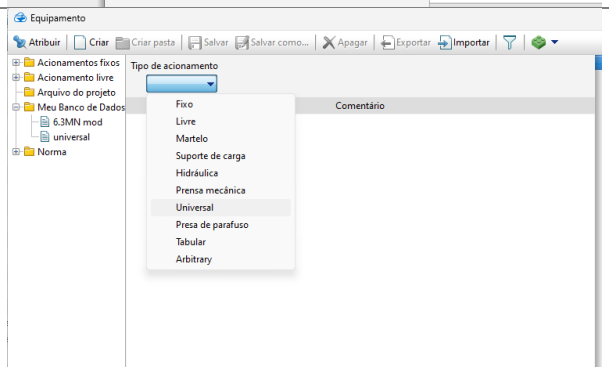 Equipamento
Atribuir Criar Criar pasta Salvar Salvar como... Apagar Exportar Importar
Acionamentos fixos
Acionamento livre
Arquivo do projeto
Meu Banco de Dados
6.3MN mod
universal
Norma
Tipo de acionamento
Comentário
Fixo
Livre
Martelo
Suporte de carga
Hidráulica
Prensa mecánica
Universal
Presa de parafuso
Tabular
Arbitrary